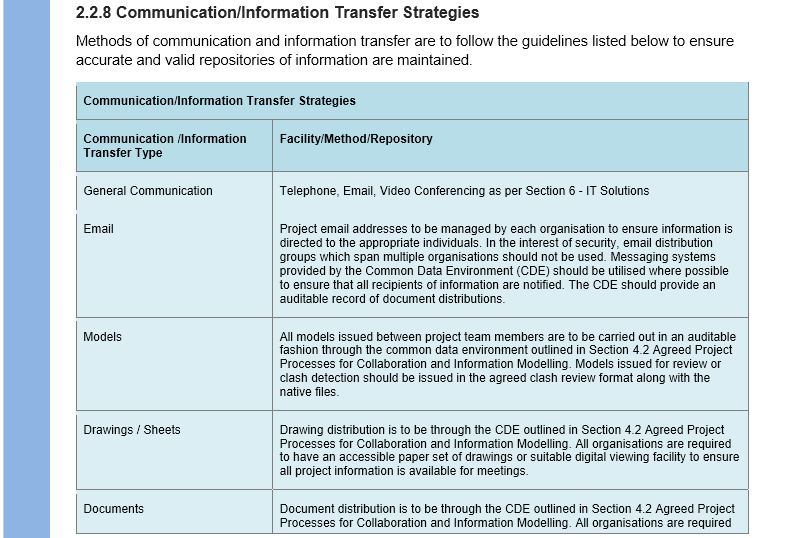 2.2.8 Communication/Information Transfer Strategies
Methods of communication and information transfer are to follow the guidelines listed below to ensure
accurate and valid repositories of information are maintained.
Communication/Information Transfer Strategies
Communication /Information
Transfer Type
Facility/Method/Repository
General Communication
Telephone, Email, Video Conferencing as per Section 6 - IT Solutions
Email
Project email addresses to be managed by each organisation to ensure information is
directed to the appropriate individuals. In the interest of security, email distribution
groups which span multiple organisations should not be used. Messaging systems
provided by the Common Data Environment (CDE) should be utilised where possible
to ensure that all recipients of information are notified. The CDE should provide an
auditable record of document distributions.
Models
All models issued between project team members are to be carried out in an auditable
fashion through the common data environment outlined in Section 4.2 Agreed Project
Processes for Collaboration and Information Modelling. Models issued for review or
clash detection should be issued in the agreed clash review format along with the
native files.
Drawings / Sheets
Drawing distribution is to be through the CDE outlined in Section 4.2 Agreed Project
Processes for Collaboration and Information Modelling. All organisations are required
to have an accessible paper set of drawings or suitable digital viewing facility to ensure
all project information is available for meetings.
Documents
Document distribution is to be through the CDE outlined in Section 4.2 Agreed Project
Processes for Collaboration and Information Modelling. All organisations are required